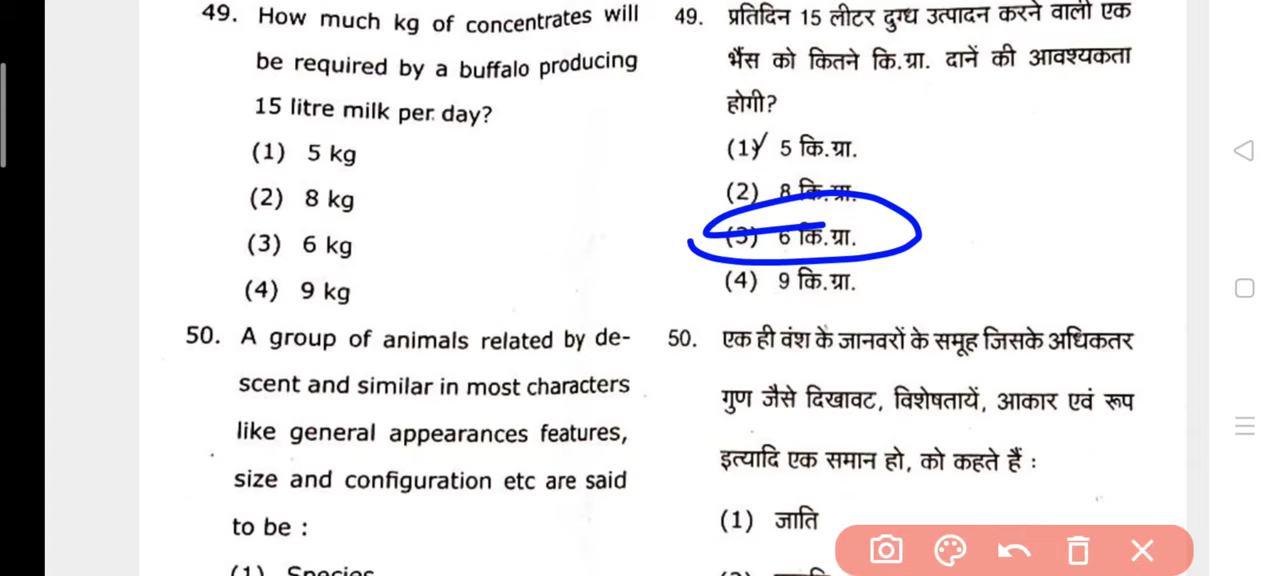 49. How much kg of concentrates will
be required by a buffalo producing
15 litre milk per day?
(1) 5 kg
(2) 8 kg
(3) 6 kg
(4) 9 kg
50. A group of animals related by de-
scent and similar in most characters
like general appearances features,
size and configuration etc are said
to be :
(1) Species
49. प्रतिदिन 15 लीटर दुग्ध उत्पादन करने वाली एक
भैंस को कितने कि.ग्रा. दानें की आवश्यकता
होगी?
(1) 5 कि.ग्रा.
(2) 8 कि.ग्रा.
(3) 6 कि.ग्रा.
(4) 9 कि.ग्रा.
50. एक ही वंश के जानवरों के समूह जिसके अधिकतर
गुण जैसे दिखावट, विशेषतायें, आकार एवं रूप
इत्यादि एक समान हो, को कहते हैं :
(1) जाति